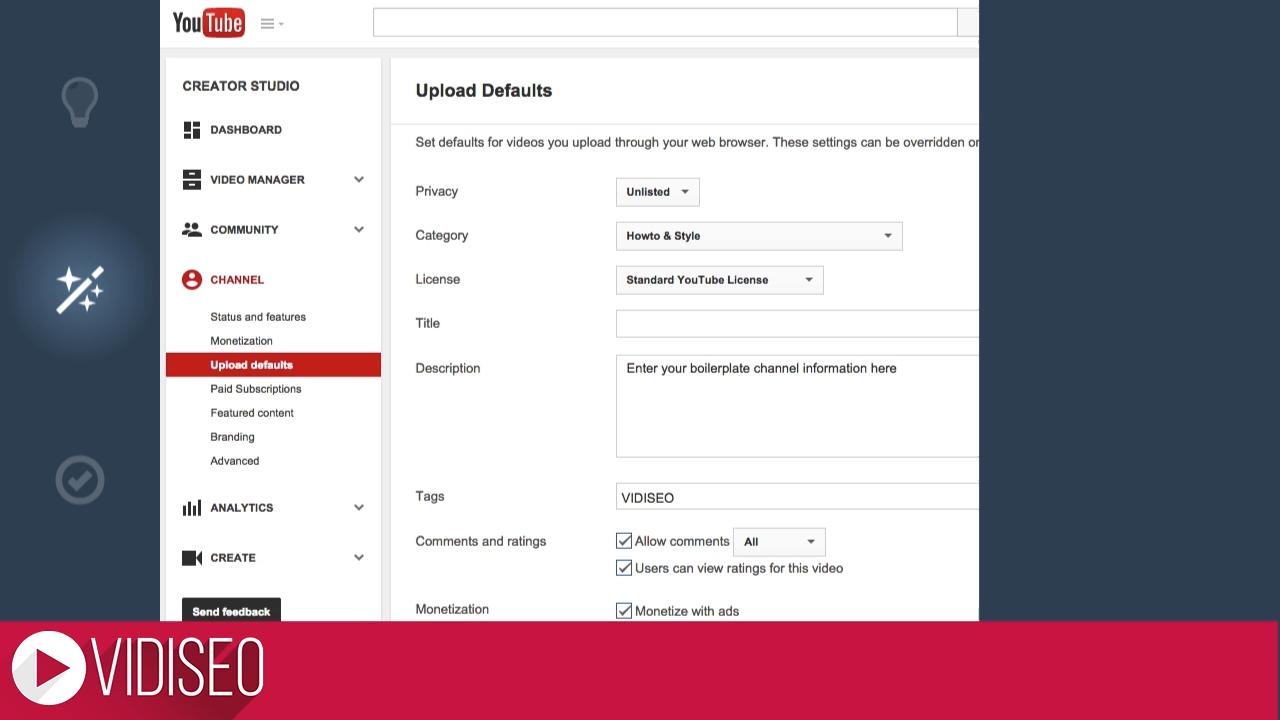 YouTube
CREATOR STUDIO
DASHBOARD
VIDEO MANAGER
COMMUNITY
CHANNEL
Status and features
Monetization
Upload defaults
Paid Subscriptions
Featured content
Branding
Advanced
ANALYTICS
CREATE
Send feedback
Upload Defaults
Set defaults for videos you upload through your web browser. These settings can be overridden or
Privacy Unlisted
Category Howto & Style
License Standard YouTube License
Title
Description Enter your boilerplate channel information here
Tags VIDISEO
Comments and ratings Allow comments All
Users can view ratings for this video
Monetization Monetize with ads
VIDISEO